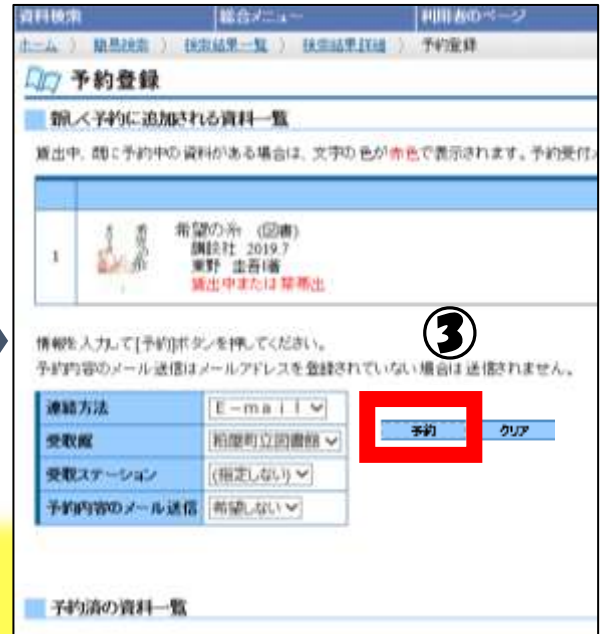 資料検索 総合メニュー 利用者のページ
ホーム 〉 簡易検索 〉 検索結果一覧 〉 検索結果詳細 〉 予約登録
予約登録
新しく予約に追加される資料一覧
貸出中、既に予約中の資料がある場合は、文字の色が赤色で表示されます。予約受付
1 希望の糸 (図書)
講談社 2019.7
東野 圭吾∥著
貸出中または禁帯出
情報を入力して[予約]ボタンを押してください。
③
予約内容のメール送信はメールアドレスを登録されていない場合は送信されません。
連絡方法 E-mail
予約 クリア
受取館 粕屋町立図書館
受取ステーション (指定しない)
予約内容のメール送信 希望しない
予約済の資料一覧